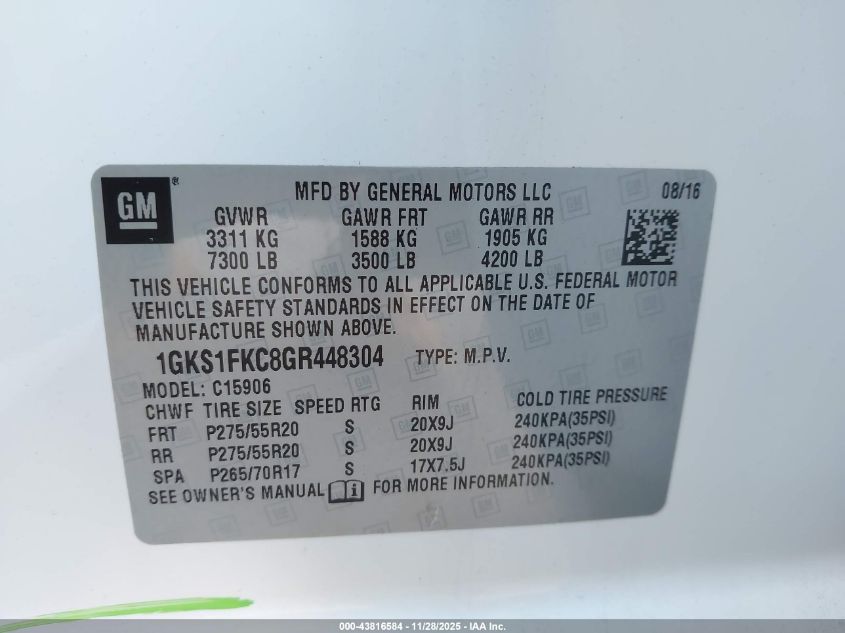 GM ® MFD BY GENERAL MOTORS LLC 08/16
GVWR GAWR FRT GAWR RR
3311 KG 1588 KG 1905 KG
7300 LB 3500 LB 4200 LB
THIS VEHICLE CONFORMS TO ALL APPLICABLE U.S. FEDERAL MOTOR
VEHICLE SAFETY STANDARDS IN EFFECT ON THE DATE OF
MANUFACTURE SHOWN ABOVE.
1GKS1FKC8GR448304 TYPE: M.P.V.
MODEL: C15906
CHWF TIRE SIZE SPEED RTG RIM COLD TIRE PRESSURE
FRT P275/55R20 S 20X9J 240KPA(35PSI)
RR P275/55R20 S 20X9J 240KPA(35PSI)
SPA P265/70R17 S 17X7.5J 240KPA(35PSI)
SEE OWNER'S MANUAL FOR MORE INFORMATION.
000-43816584 - 11/28/2025 - IAA Inc.